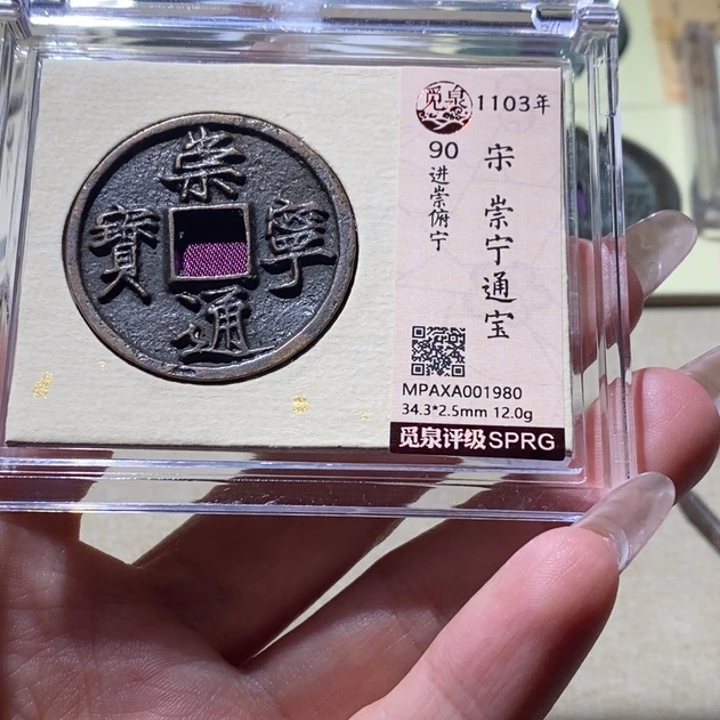 崇
寧
通
寶
觅泉
1103年
宋 崇宁通宝
90
进崇俯宁
MPAXA001980
34.3*2.5mm 12.0g
觅泉评级SPRG